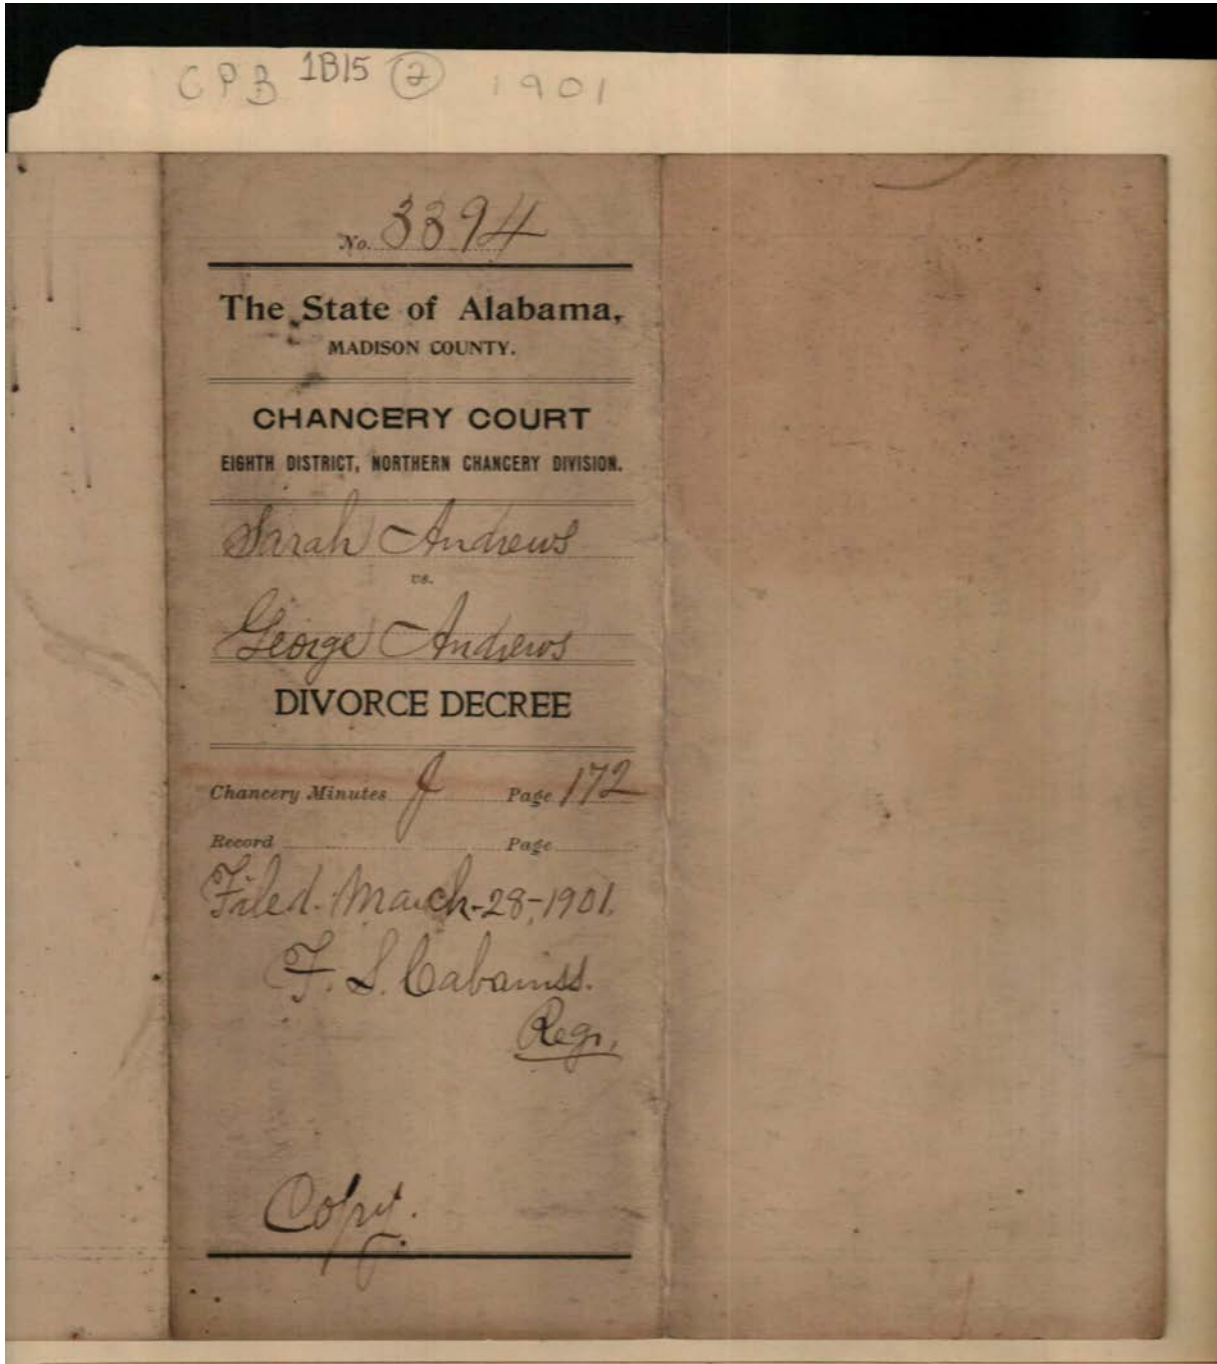 CPB 1B15 2 1901
No. 3394
The State of Alabama,
MADISON COUNTY.
CHANCERY COURT
EIGHTH DISTRICT, NORTHERN CHANCERY DIVISION.
Sarah Andrews
vs.
George Andrews
DIVORCE DECREE
Chancery Minutes J Page 172
Record Page
Filed. March-28-1901.
F. S. Cabaniss.
Regr.
Copy.